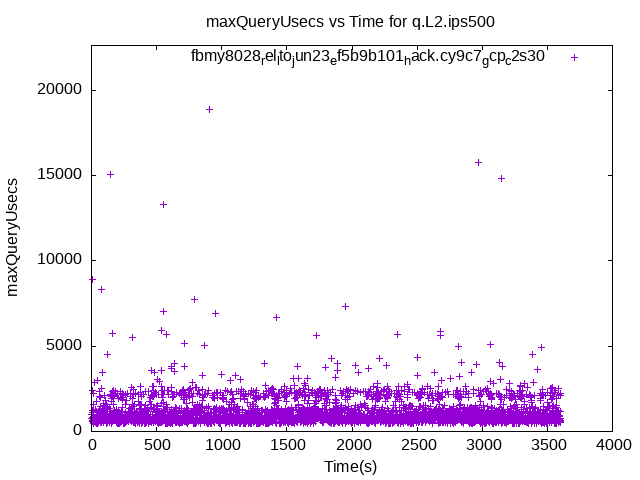 maxQueryUsecs vs Time for q.L2.ips500
fbmy8028relltojun23ef5b9b101hack.cy9c7gcpc2s30
maxQueryUsecs
20000
15000
10000
5000
0
0 500 1000 1500 2000 2500 3000 3500 4000
Time(s)